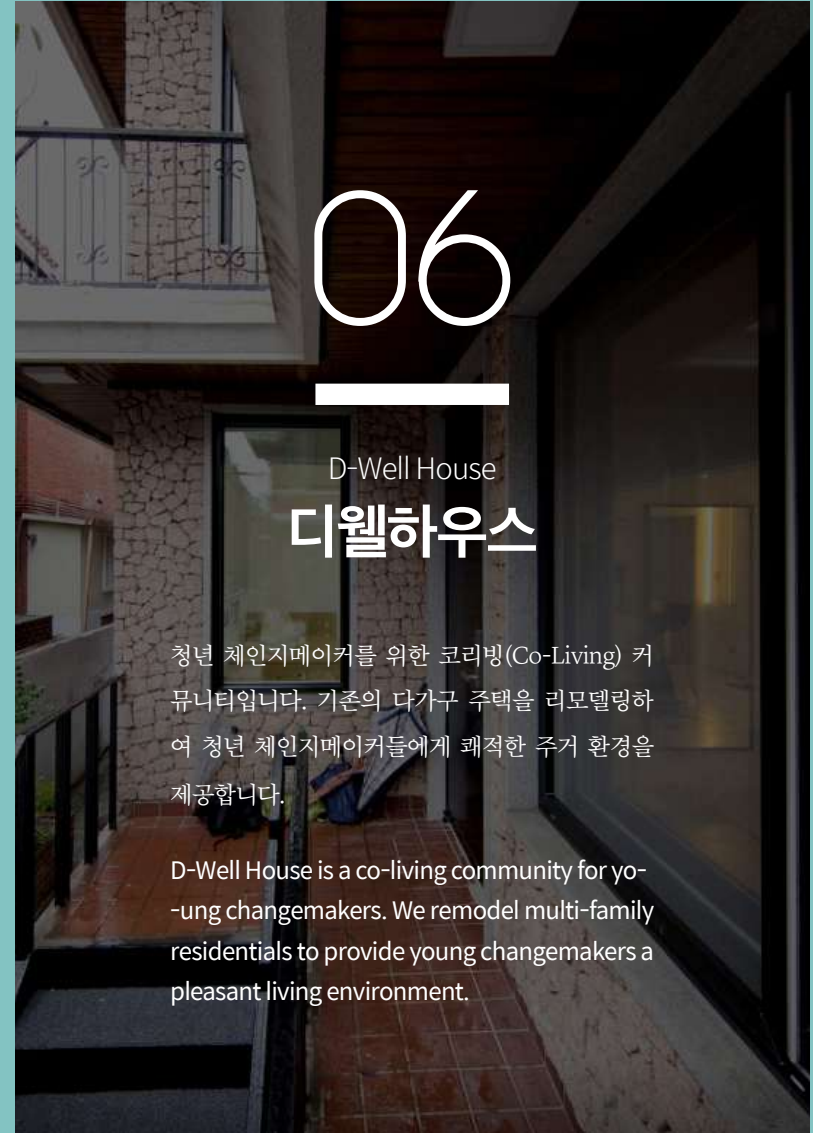 06
D-Well House
디웰하우스
청년 체인지메이커를 위한 코리빙(Co-Living) 커
뮤니티입니다. 기존의 다가구 주택을 리모델링하
여 청년 체인지메이커들에게 쾌적한 주거 환경을
제공합니다.
D-Well House is a co-living community for yo-
-ung changemakers. We remodel multi-family
residentials to provide young changemakers a
pleasant living environment.